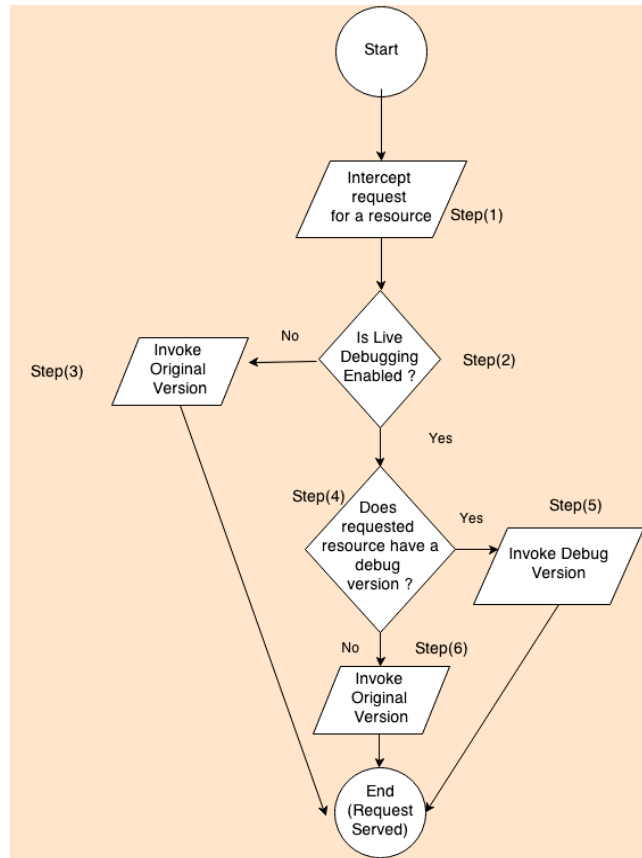 Start
Intercept
request
for a resource
Step(1)
Is Live
Debugging
Enabled ?
Step(2)
No
Invoke
Original
Version
Step(3)
Yes
Step(4)
Does
requested
resource have a
debug
version ?
Yes
Step(5)
Invoke Debug
Version
No
Step(6)
Invoke
Original
Version
End
(Request
Served)